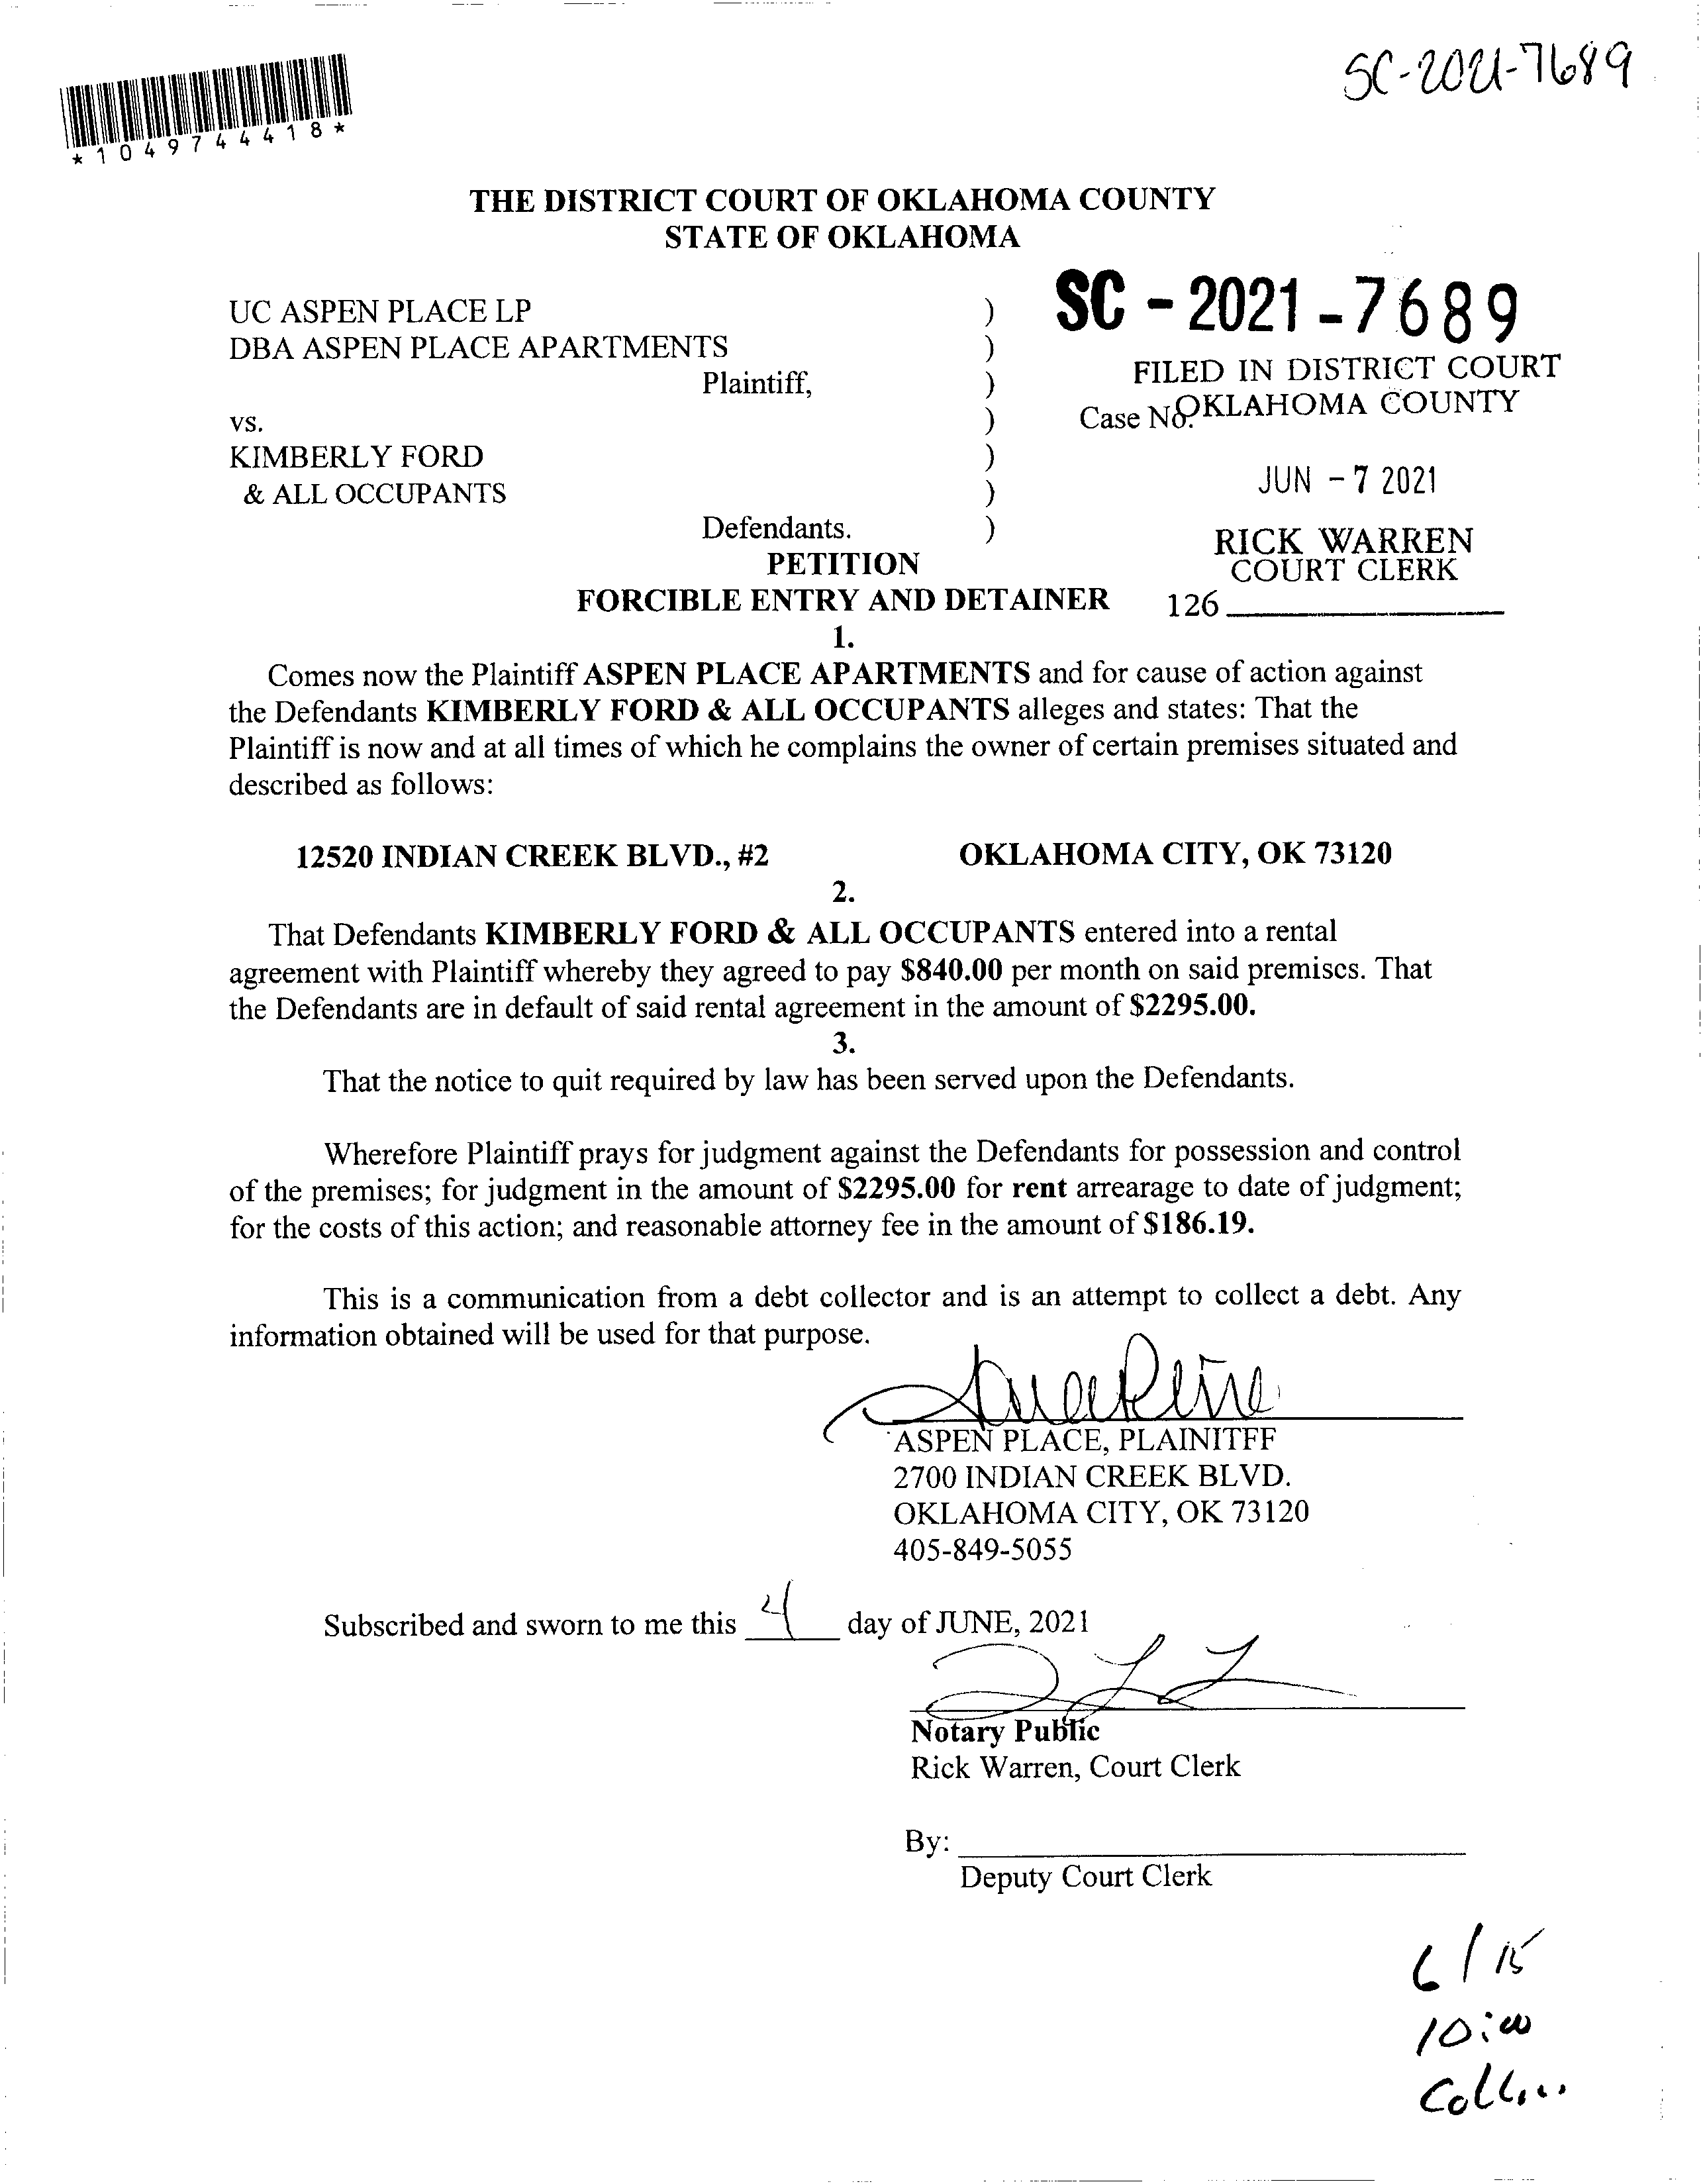 SC-2021-7689
*1049744418*
THE DISTRICT COURT OF OKLAHOMA COUNTY
STATE OF OKLAHOMA
UC ASPEN PLACE LP )
DBA ASPEN PLACE APARTMENTS )
Plaintiff, )
vs. )
KIMBERLY FORD )
& ALL OCCUPANTS )
Defendants. )
SC - 2021 - 7689
FILED IN DISTRICT COURT
OKLAHOMA COUNTY
Case No.
JUN - 7 2021
RICK WARREN
COURT CLERK
126
PETITION
FORCIBLE ENTRY AND DETAINER
1.
Comes now the Plaintiff ASPEN PLACE APARTMENTS and for cause of action against
the Defendants KIMBERLY FORD & ALL OCCUPANTS alleges and states: That the
Plaintiff is now and at all times of which he complains the owner of certain premises situated and
described as follows:
12520 INDIAN CREEK BLVD., #2 OKLAHOMA CITY, OK 73120
2.
That Defendants KIMBERLY FORD & ALL OCCUPANTS entered into a rental
agreement with Plaintiff whereby they agreed to pay $840.00 per month on said premises. That
the Defendants are in default of said rental agreement in the amount of $2295.00.
3.
That the notice to quit required by law has been served upon the Defendants.
Wherefore Plaintiff prays for judgment against the Defendants for possession and control
of the premises; for judgment in the amount of $2295.00 for rent arrearage to date of judgment;
for the costs of this action; and reasonable attorney fee in the amount of $186.19.
This is a communication from a debt collector and is an attempt to collect a debt. Any
information obtained will be used for that purpose.
ASPEN PLACE, PLAINITFF
2700 INDIAN CREEK BLVD.
OKLAHOMA CITY, OK 73120
405-849-5055
Subscribed and sworn to me this 4 day of JUNE, 2021
Notary Public
Rick Warren, Court Clerk
By:
Deputy Court Clerk
6/15
10:00